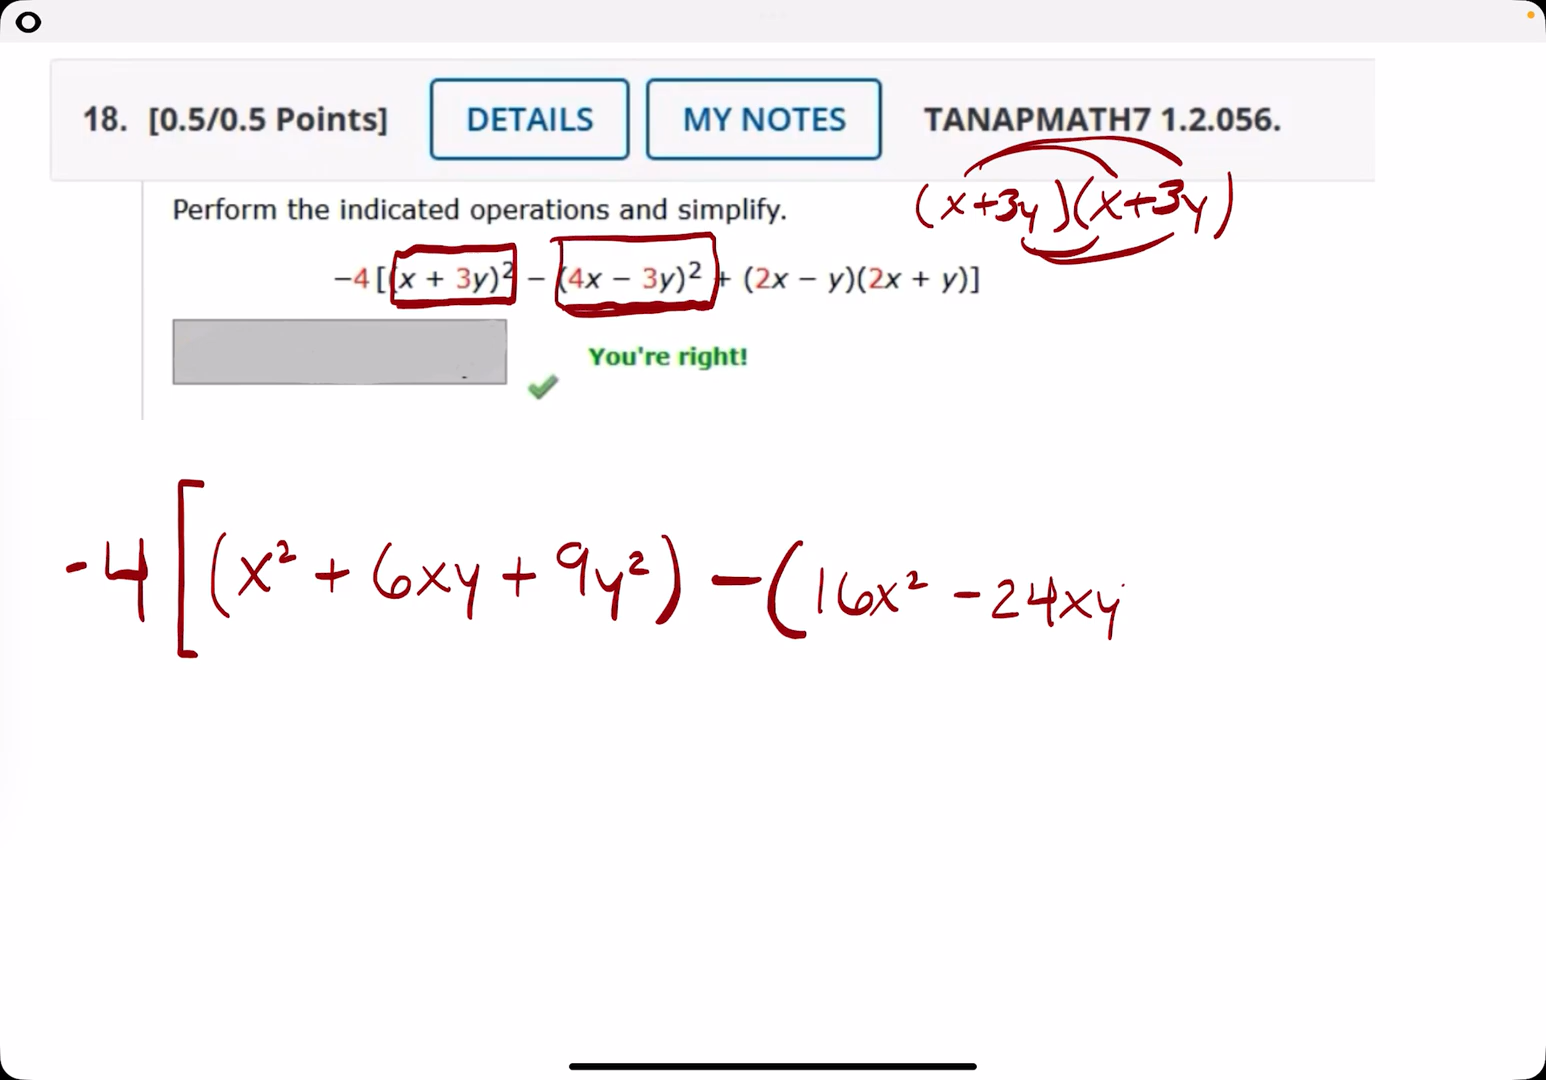 18. [0.5/0.5 Points] DETAILS MY NOTES TANAPMATH7 1.2.056.
(x+3y)(x+3y)
Perform the indicated operations and simplify.
−4[(x + 3y)² − (4x − 3y)² + (2x − y)(2x + y)]
You're right!
-4[(x² + 6xy + 9y²) - (16x² - 24xy